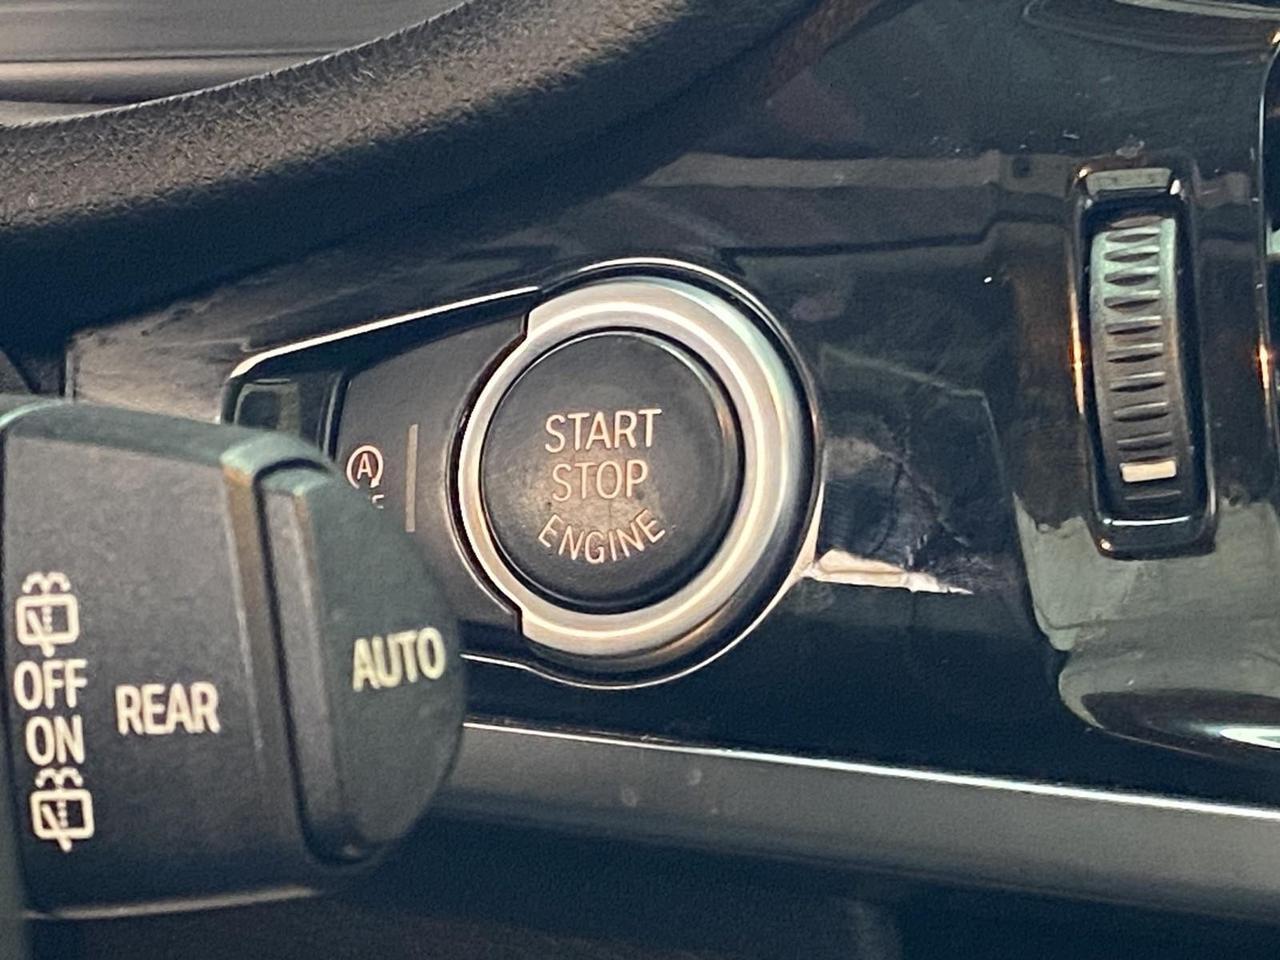 START
STOP
ENGINE
A
AUTO
REAR
OFF
ON